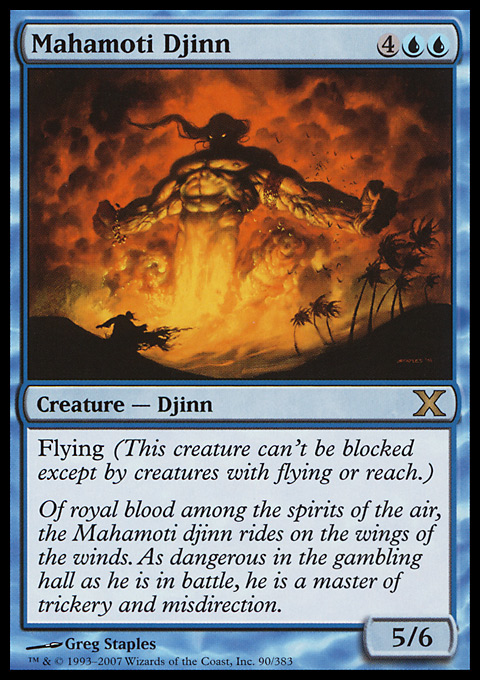 Mahamoti Djinn
4
Creature — Djinn
X
Flying (This creature can't be blocked
except by creatures with flying or reach.)
Of royal blood among the spirits of the air,
the Mahamoti djinn rides on the wings of
the winds. As dangerous in the gambling
hall as he is in battle, he is a master of
trickery and misdirection.
5/6
Greg Staples
™ & © 1993–2007 Wizards of the Coast, Inc. 90/383